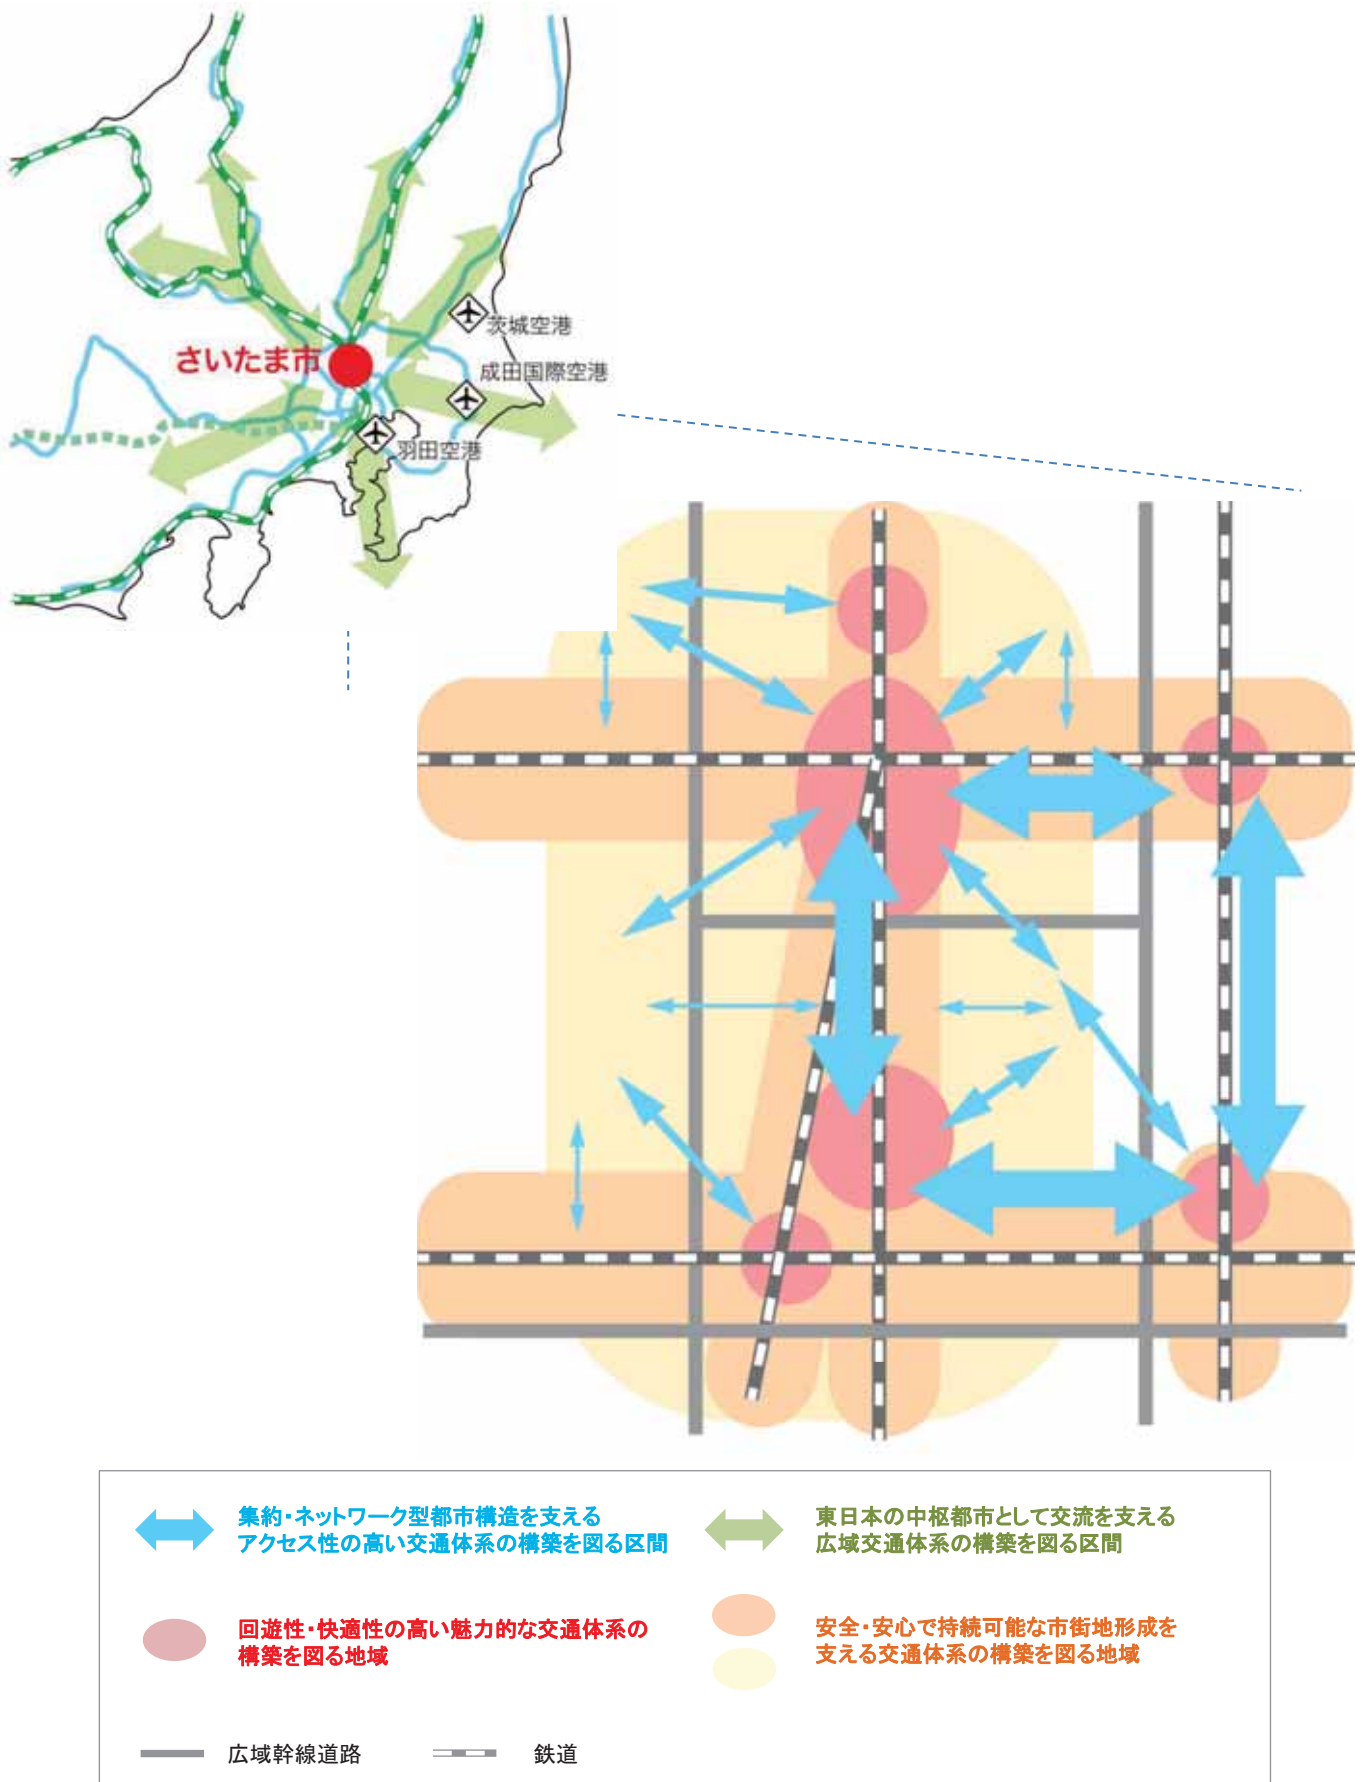 茨城空港
さいたま市
成田国際空港
羽田空港
集約・ネットワーク型都市構造を支える
アクセス性の高い交通体系の構築を図る区間
東日本の中枢都市として交流を支える
広域交通体系の構築を図る区間
回遊性・快適性の高い魅力的な交通体系の
構築を図る地域
安全・安心で持続可能な市街地形成を
支える交通体系の構築を図る地域
広域幹線道路
鉄道